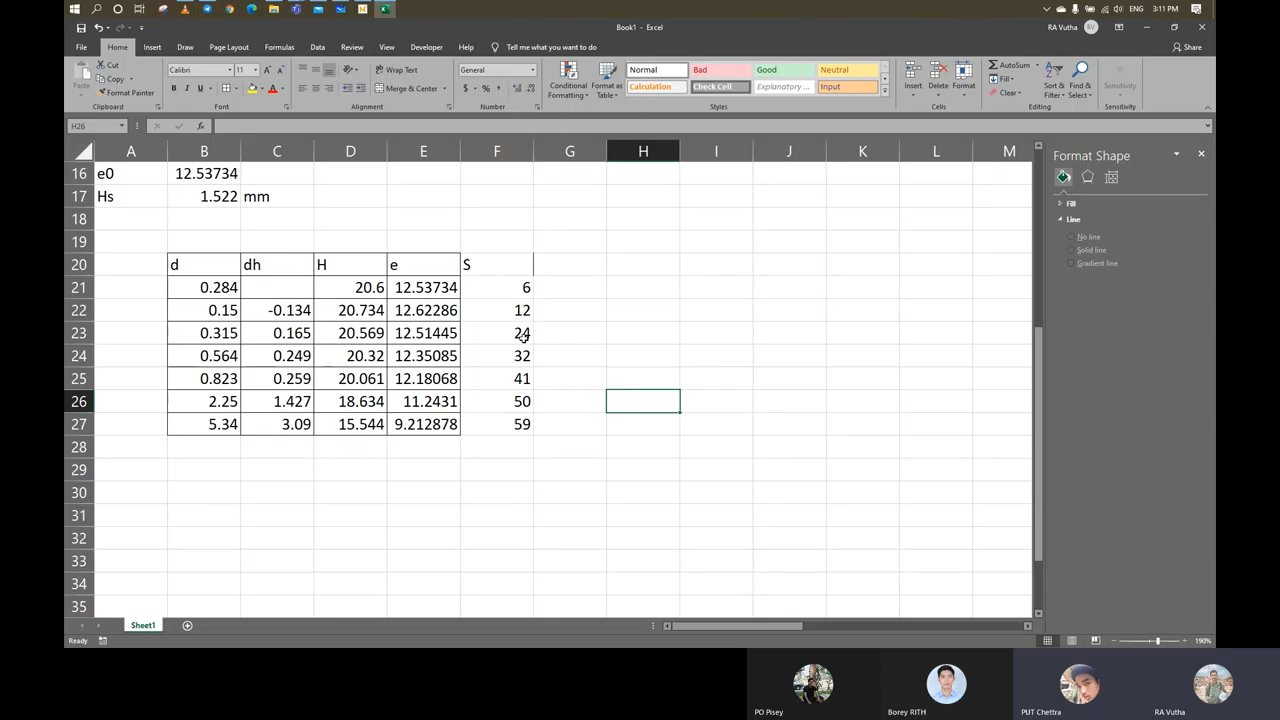 ENG 3:11 PM
Book1 - Excel
RA Vutha RV
File Home Insert Draw Page Layout Formulas Data Review View Developer Help Tell me what you want to do Share
Paste Cut Copy Format Painter
Calibri 11 Wrap Text General
Merge & Center
Conditional Formatting Format as Table
Normal Bad Good Neutral
Calculation Check Cell Explanatory ... Input
Insert Delete Format
AutoSum Fill Clear Sort & Filter Find & Select Sensitivity
Clipboard Font Alignment Number Styles Cells Editing Sensitivity
H26 fx
A B C D E F G H I J K L M
16 e0 12.53734
17 Hs 1.522 mm
18
19
20 d dh H e S
21 0.284 20.6 12.53734 6
22 0.15 -0.134 20.734 12.62286 12
23 0.315 0.165 20.569 12.51445 24
24 0.564 0.249 20.32 12.35085 32
25 0.823 0.259 20.061 12.18068 41
26 2.25 1.427 18.634 11.2431 50
27 5.34 3.09 15.544 9.212878 59
28
29
30
31
32
33
34
35
Format Shape
Fill
Line
No line
Solid line
Gradient line
Sheet1
Ready 190%
PO Pisey Borey RITH PUT Chettra RA Vutha